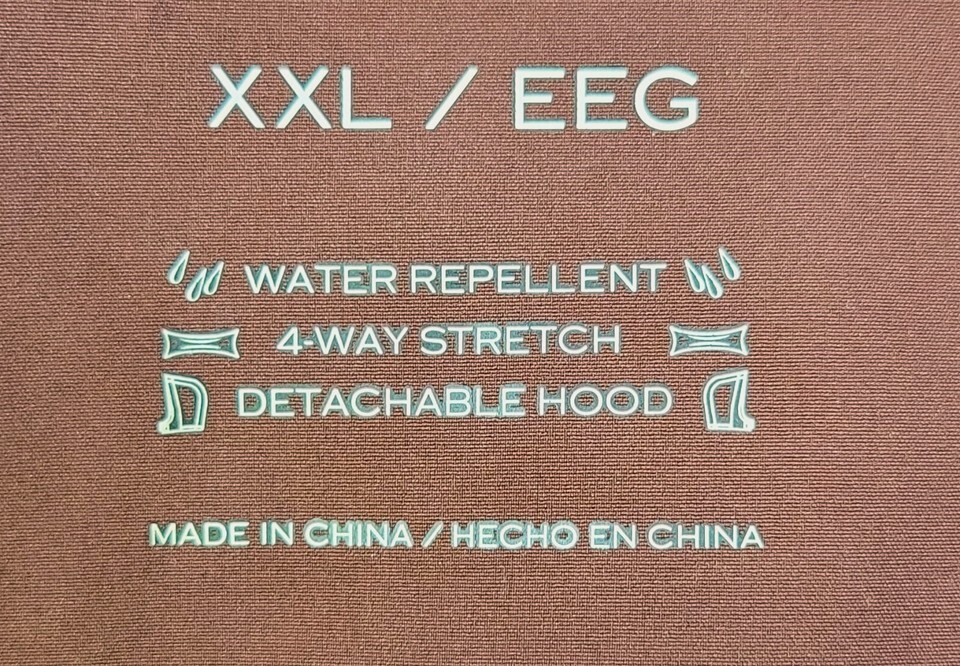 XXL / EEG
WATER REPELLENT
4-WAY STRETCH
DETACHABLE HOOD
MADE IN CHINA / HECHO EN CHINA